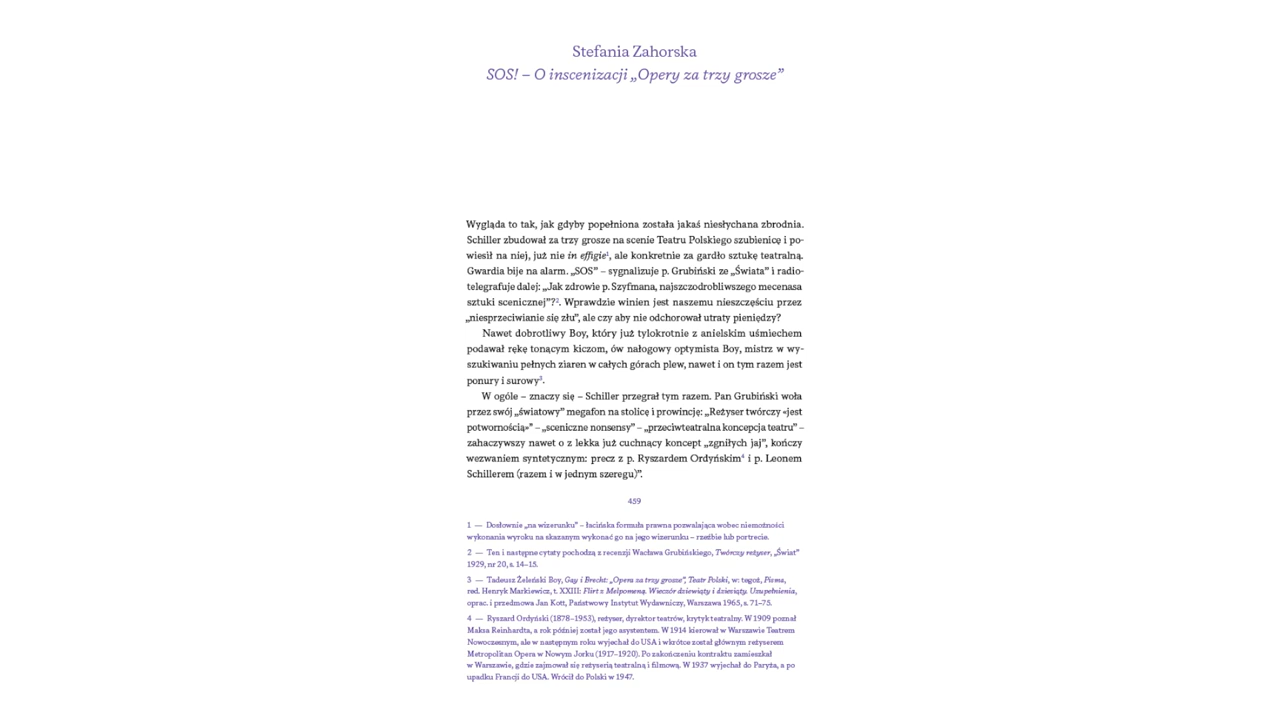 Stefania Zahorska
SOS! – O inscenizacji „Opery za trzy grosze”
Wygląda to tak, jak gdyby popełniona została jakaś niesłychana zbrodnia.
Schiller zbudował za trzy grosze na scenie Teatru Polskiego szubienicę i po-
wiesił na niej, już nie in effigie¹, ale konkretnie za gardło sztukę teatralną.
Gwardia bije na alarm. „SOS” – sygnalizuje p. Grubiński ze „Świata” i radio-
telegrafuje dalej: „Jak zdrowie p. Szyfmana, najszczodrobliwszego mecenasa
sztuki scenicznej”?². Wprawdzie winien jest naszemu nieszczęściu przez
„niesprzeciwianie się złu”, ale czy aby nie odchorował utraty pieniędzy?
Nawet dobrotliwy Boy, który już tylokrotnie z anielskim uśmiechem
podawał rękę tonącym kiczom, ów nałogowy optymista Boy, mistrz w wy-
szukiwaniu pełnych ziaren w całych górach plew, nawet i on tym razem jest
ponury i surowy³.
W ogóle – znaczy się – Schiller przegrał tym razem. Pan Grubiński woła
przez swój „światowy” megafon na stolicę i prowincję: „Reżyser twórczy «jest
potwornością»” – „sceniczne nonsensy” – „przeciwteatralna koncepcja teatru” –
zahaczywszy nawet o z lekka już cuchnący koncept „zgniłych jaj”, kończy
wezwaniem syntetycznym: precz z p. Ryszardem Ordyńskim⁴ i p. Leonem
Schillerem (razem i w jednym szeregu)”.
459
1 — Dosłownie „na wizerunku” – łacińska formuła prawna pozwalająca wobec niemożności
wykonania wyroku na skazanym wykonać go na jego wizerunku – rzeźbie lub portrecie.
2 — Ten i następne cytaty pochodzą z recenzji Wacława Grubińskiego, Twórczy reżyser, „Świat”
1929, nr 20, s. 14–15.
3 — Tadeusz Żeleński Boy, Gay i Brecht: „Opera za trzy grosze”, Teatr Polski, w: tegoż, Pisma,
red. Henryk Markiewicz, t. XXIII: Flirt z Melpomeną. Wieczór dziewiąty i dziesiąty. Uzupełnienia,
oprac. i przedmowa Jan Kott, Państwowy Instytut Wydawniczy, Warszawa 1965, s. 71–75.
4 — Ryszard Ordyński (1878–1953), reżyser, dyrektor teatrów, krytyk teatralny. W 1909 poznał
Maksa Reinhardta, a rok później został jego asystentem. W 1914 kierował w Warszawie Teatrem
Nowoczesnym, ale w następnym roku wyjechał do USA i wkrótce został głównym reżyserem
Metropolitan Opera w Nowym Jorku (1917–1920). Po zakończeniu kontraktu zamieszkał
w Warszawie, gdzie zajmował się reżyserią teatralną i filmową. W 1937 wyjechał do Paryża, a po
upadku Francji do USA. Wrócił do Polski w 1947.